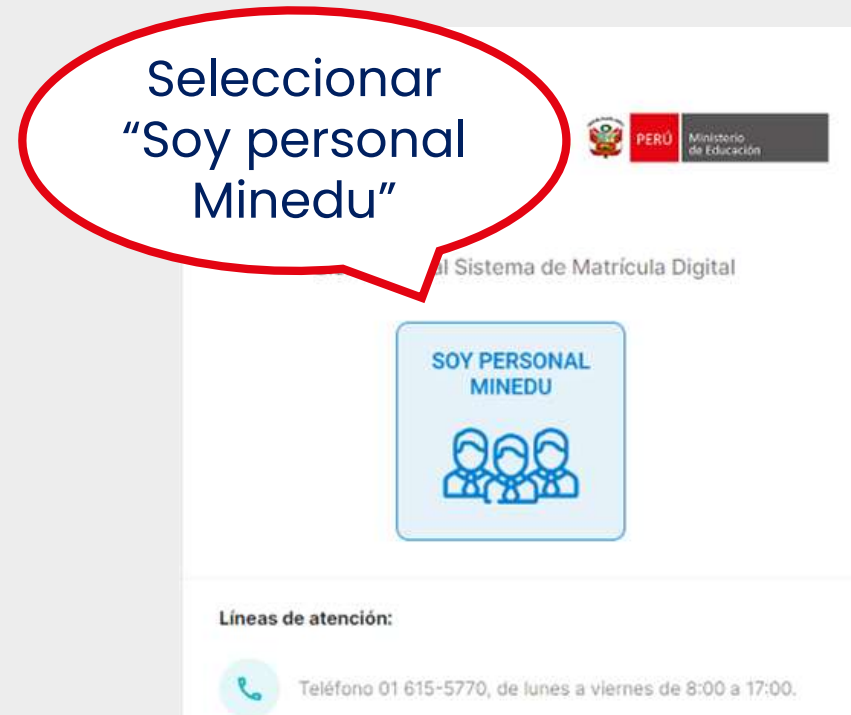 Seleccionar
“Soy personal
Minedu”
PERÚ
Ministerio
de Educación
al Sistema de Matrícula Digital
SOY PERSONAL
MINEDU
Líneas de atención:
Teléfono 01 615-5770, de lunes a viernes de 8:00 a 17:00.